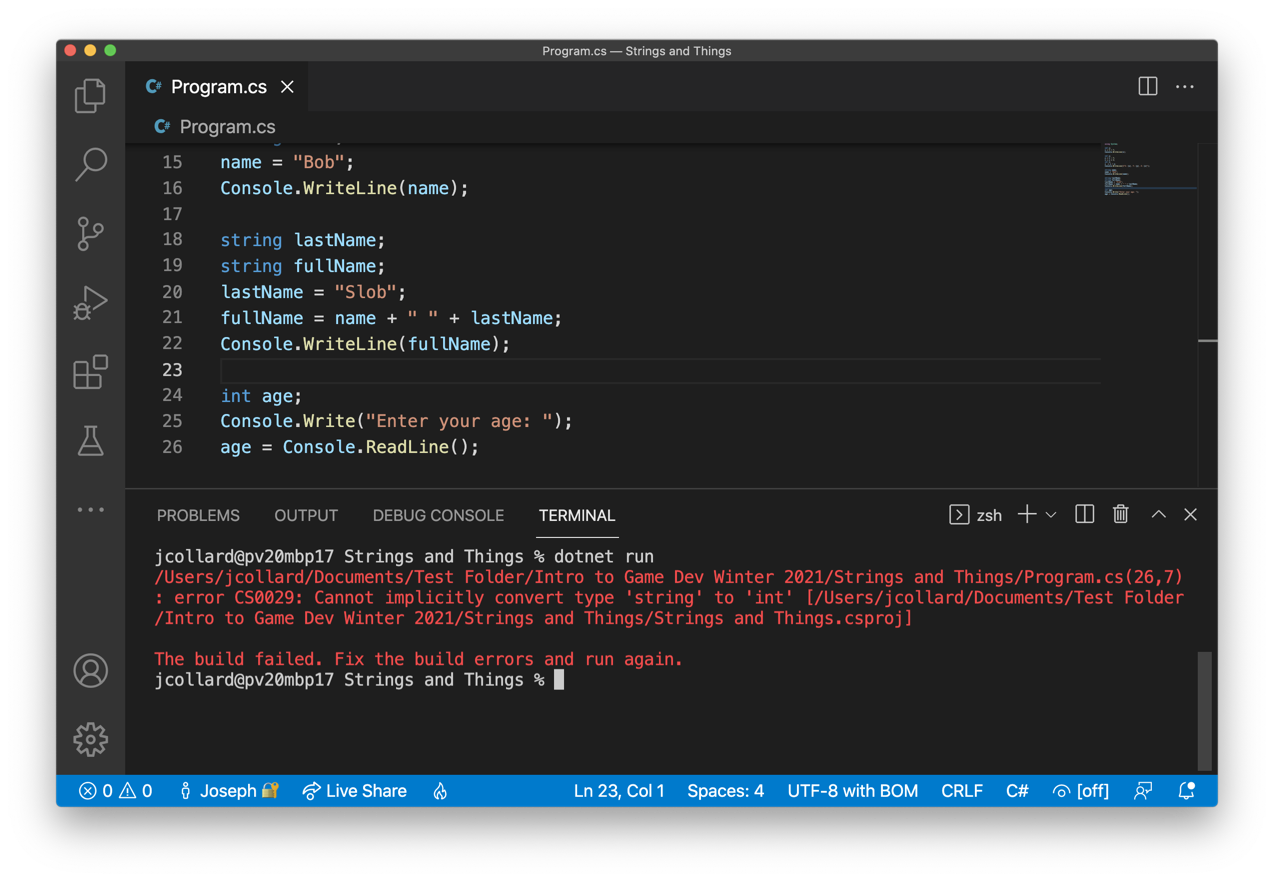 Program.cs — Strings and Things
C# Program.cs
C# Program.cs
15 name = "Bob";
16 Console.WriteLine(name);
17
18 string lastName;
19 string fullName;
20 lastName = "Slob";
21 fullName = name + " " + lastName;
22 Console.WriteLine(fullName);
23
24 int age;
25 Console.Write("Enter your age: ");
26 age = Console.ReadLine();
PROBLEMS OUTPUT DEBUG CONSOLE TERMINAL zsh
jcollard@pv20mbp17 Strings and Things % dotnet run
/Users/jcollard/Documents/Test Folder/Intro to Game Dev Winter 2021/Strings and Things/Program.cs(26,7)
: error CS0029: Cannot implicitly convert type 'string' to 'int' [/Users/jcollard/Documents/Test Folder
/Intro to Game Dev Winter 2021/Strings and Things/Strings and Things.csproj]
The build failed. Fix the build errors and run again.
jcollard@pv20mbp17 Strings and Things %
0 0 Joseph Live Share Ln 23, Col 1 Spaces: 4 UTF-8 with BOM CRLF C# [off]